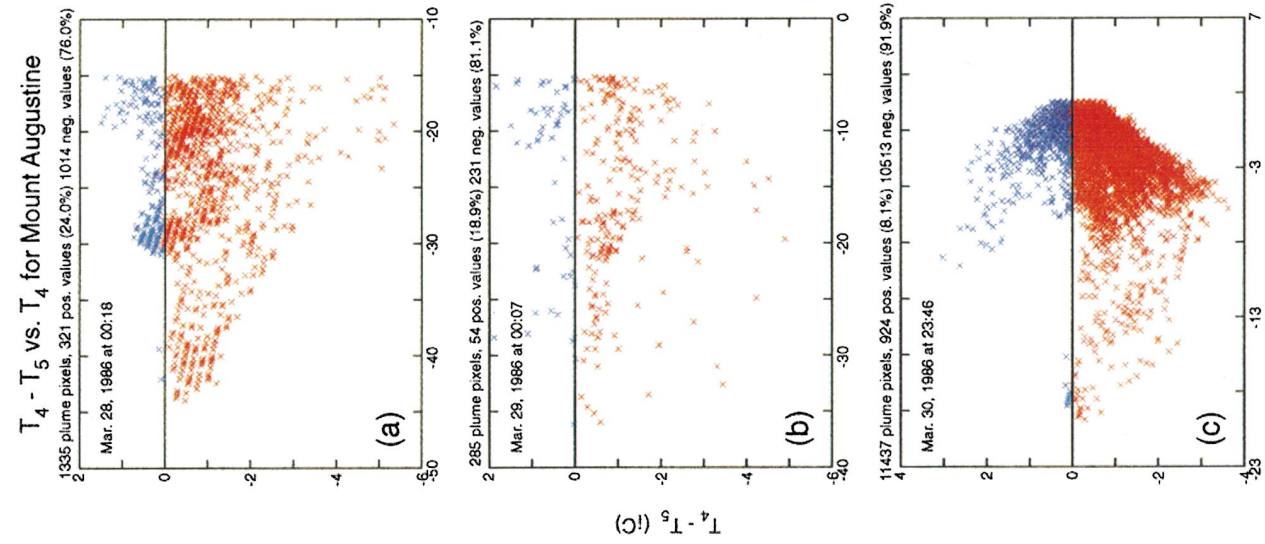 T₄ - T₅ vs. T₄ for Mount Augustine
1335 plume pixels, 321 pos. values (24.0%) 1014 neg. values (76.0%)
Mar. 28, 1986 at 00:18
2
0
-2
-4
-6
(a)
-50
-40
-30
-20
-10
285 plume pixels, 54 pos. values (18.9%) 231 neg. values (81.1%)
Mar. 29, 1986 at 00:07
2
0
-2
-4
-6
T₄ - T₅ (¡C)
(b)
-40
-30
-20
-10
0
11437 plume pixels, 924 pos. values (8.1%) 10513 neg. values (91.9%)
Mar. 30, 1986 at 23:46
4
2
0
-2
-4
(c)
-23
-13
-3
7